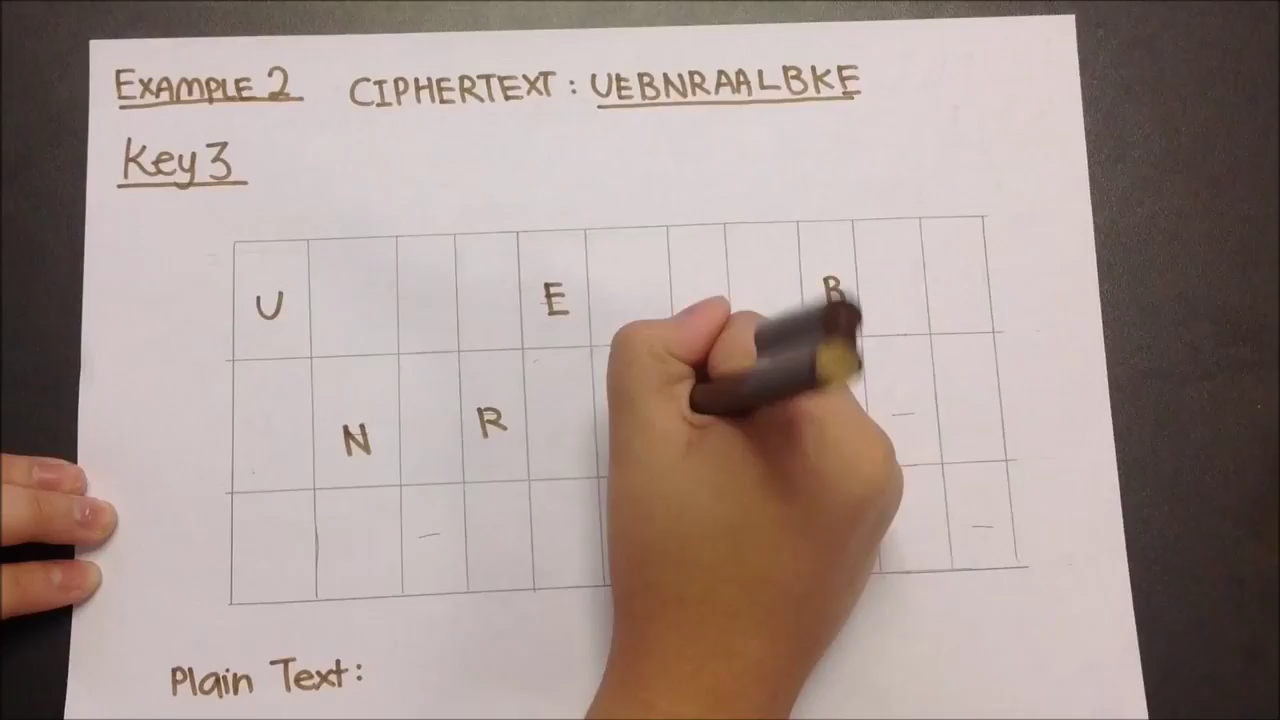 EXAMPLE 2 CIPHERTEXT: UEBNRAALBKE
Key 3
U E B
N R -
- -
Plain Text: